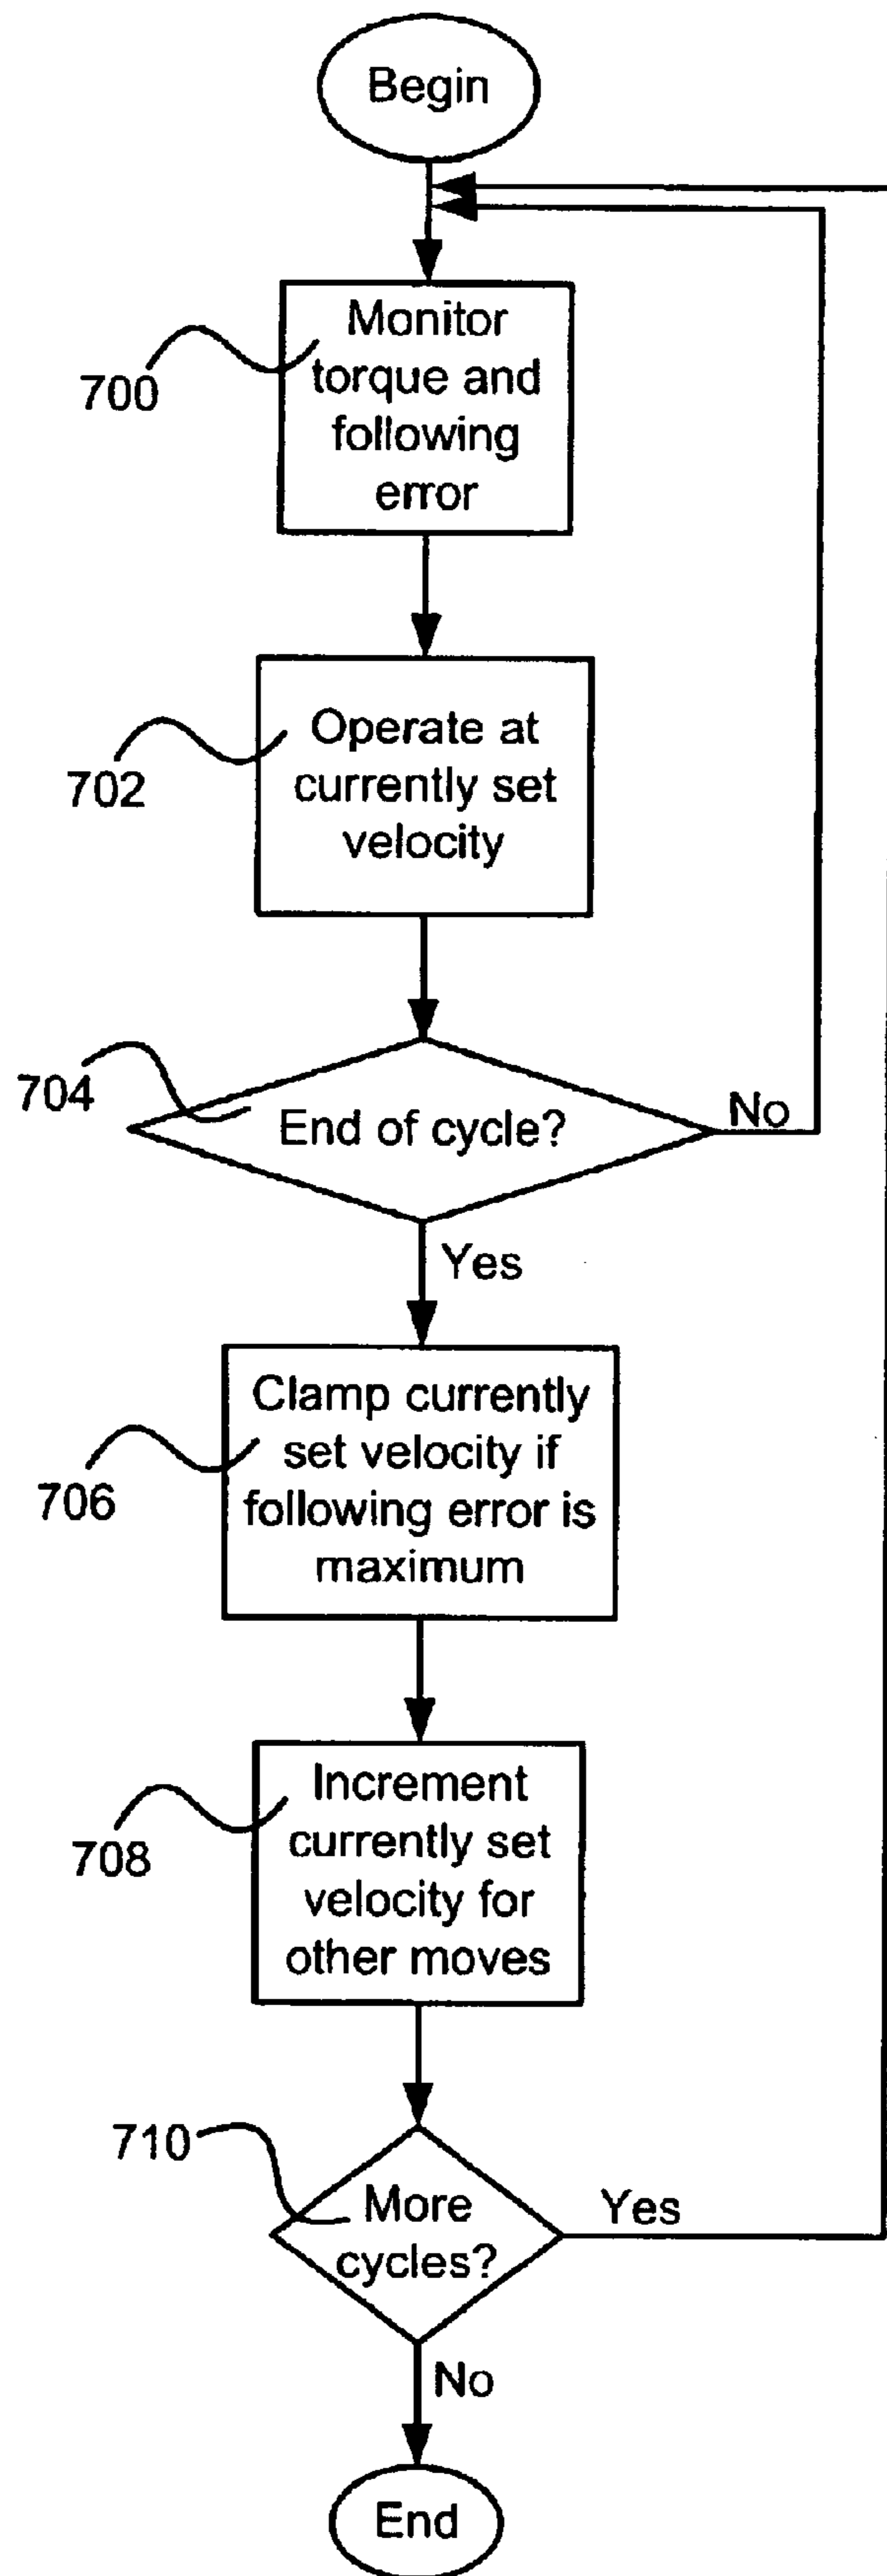 Begin
Monitor
torque and
following
error
700
Operate at
currently set
velocity
702
704
End of cycle?
No
Yes
Clamp currently
set velocity if
following error is
maximum
706
Increment
currently set
velocity for
other moves
708
710
More
cycles?
Yes
No
End